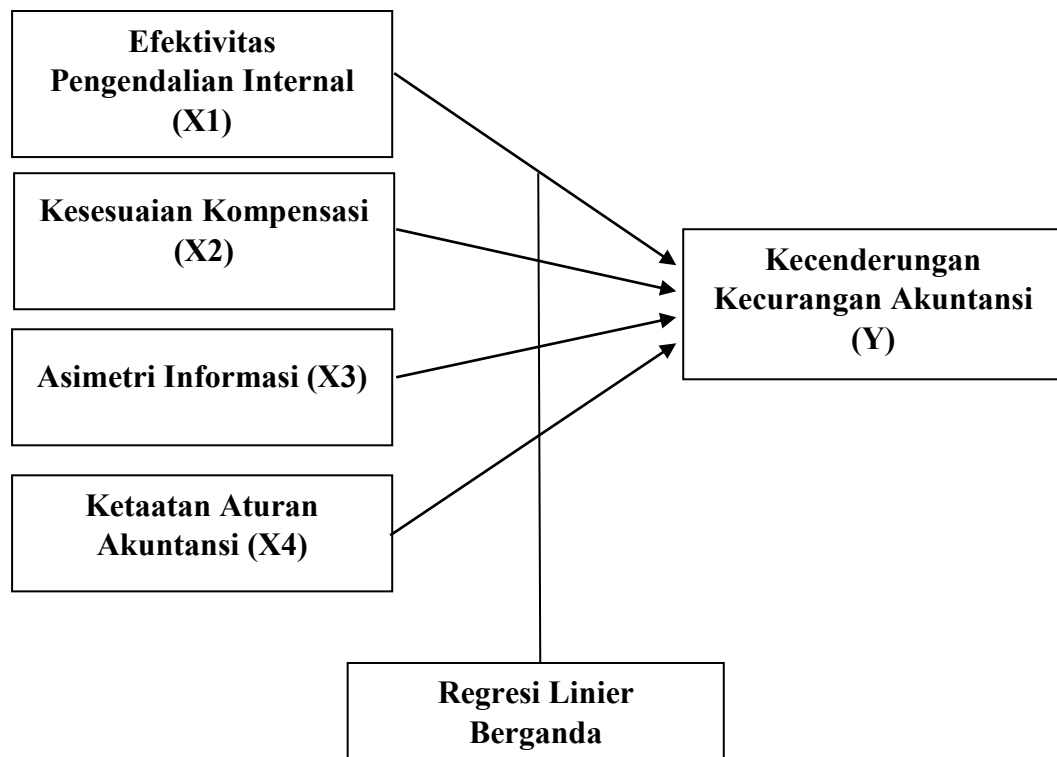 Efektivitas
Pengendalian Internal
(X1)
Kesesuaian Kompensasi
(X2)
Asimetri Informasi (X3)
Ketaatan Aturan
Akuntansi (X4)
Kecenderungan
Kecurangan Akuntansi
(Y)
Regresi Linier
Berganda